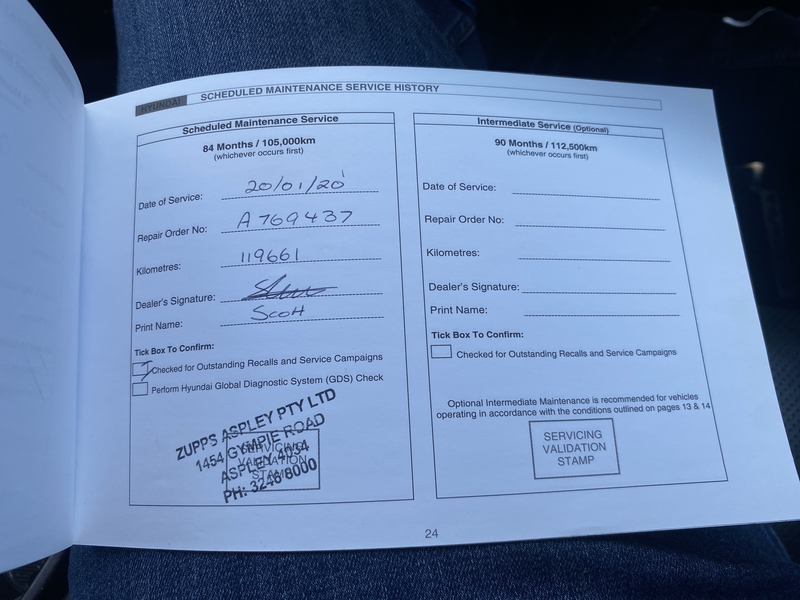 HYUNDAI
SCHEDULED MAINTENANCE SERVICE HISTORY
Scheduled Maintenance Service
84 Months / 105,000km
(whichever occurs first)
Date of Service: 20/01/20
Repair Order No: A769437
Kilometres: 119661
Dealer's Signature:
Print Name: Scott
Tick Box To Confirm:
Checked for Outstanding Recalls and Service Campaigns
Perform Hyundai Global Diagnostic System (GDS) Check
ZUPPS ASPLEY PTY LTD
1454 GYMPIE ROAD
ASPLEY 4034
PH: 3246 8000
SERVICING
VALIDATION
STAMP
Intermediate Service (Optional)
90 Months / 112,500km
(whichever occurs first)
Date of Service:
Repair Order No:
Kilometres:
Dealer's Signature:
Print Name:
Tick Box To Confirm:
Checked for Outstanding Recalls and Service Campaigns
Optional Intermediate Maintenance is recommended for vehicles
operating in accordance with the conditions outlined on pages 13 & 14
SERVICING
VALIDATION
STAMP
24